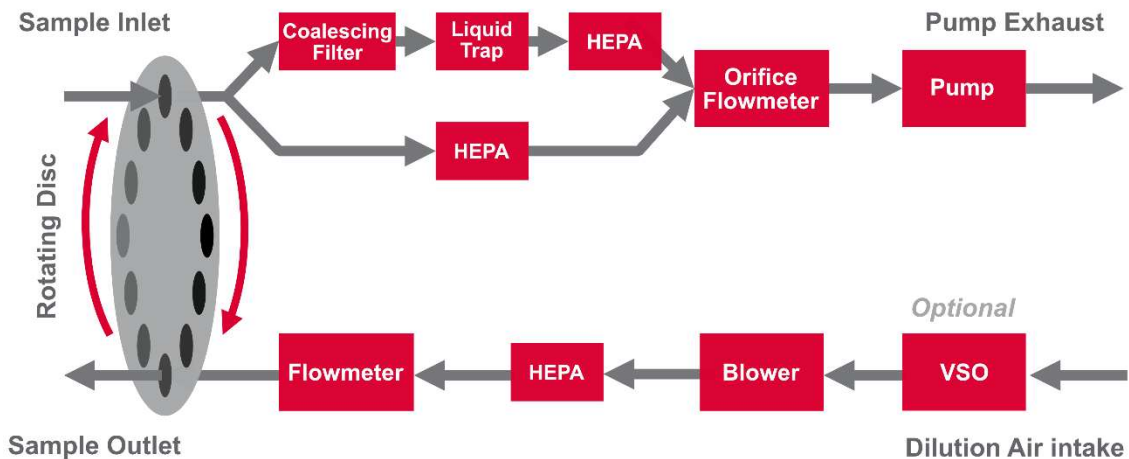 Sample Inlet
Coalescing
Filter
Liquid
Trap
HEPA
Pump Exhaust
Orifice
Flowmeter
Pump
HEPA
Rotating Disc
Optional
Flowmeter
HEPA
Blower
VSO
Sample Outlet
Dilution Air intake